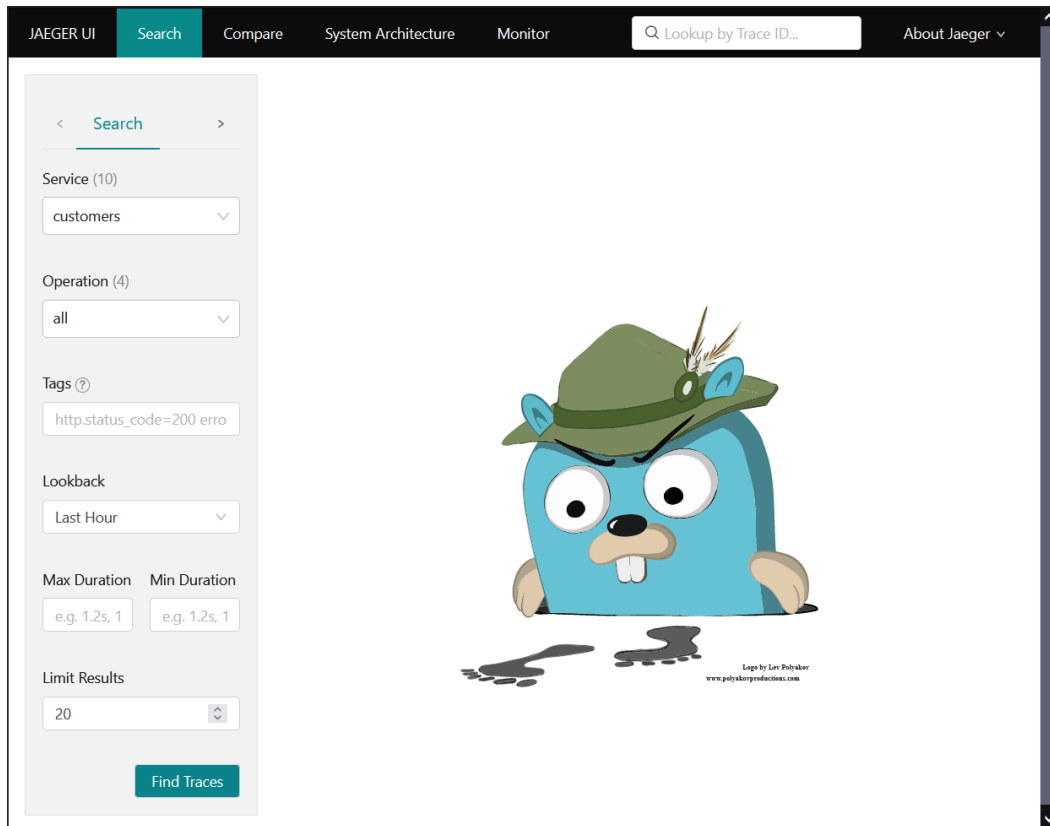 JAEGER UI Search Compare System Architecture Monitor Lookup by Trace ID... About Jaeger
Search
Service (10)
customers
Operation (4)
all
Tags ?
http.status_code=200 erro
Lookback
Last Hour
Max Duration Min Duration
e.g. 1.2s, 1 e.g. 1.2s, 1
Limit Results
20
Find Traces
Logo by Lev Polyakov
www.polyakovproductions.com